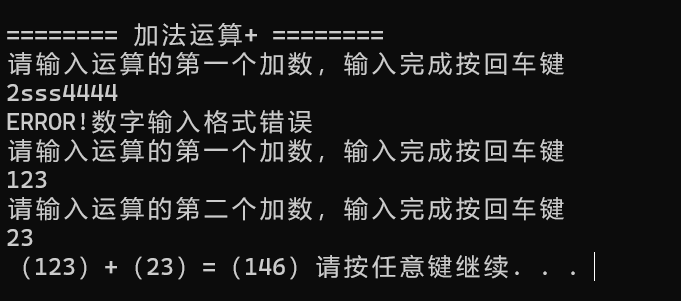 ======== 加法运算+ ========
请输入运算的第一个加数，输入完成按回车键
2sss4444
ERROR!数字输入格式错误
请输入运算的第一个加数，输入完成按回车键
123
请输入运算的第二个加数，输入完成按回车键
23
（123）+（23）=（146）请按任意键继续. . .